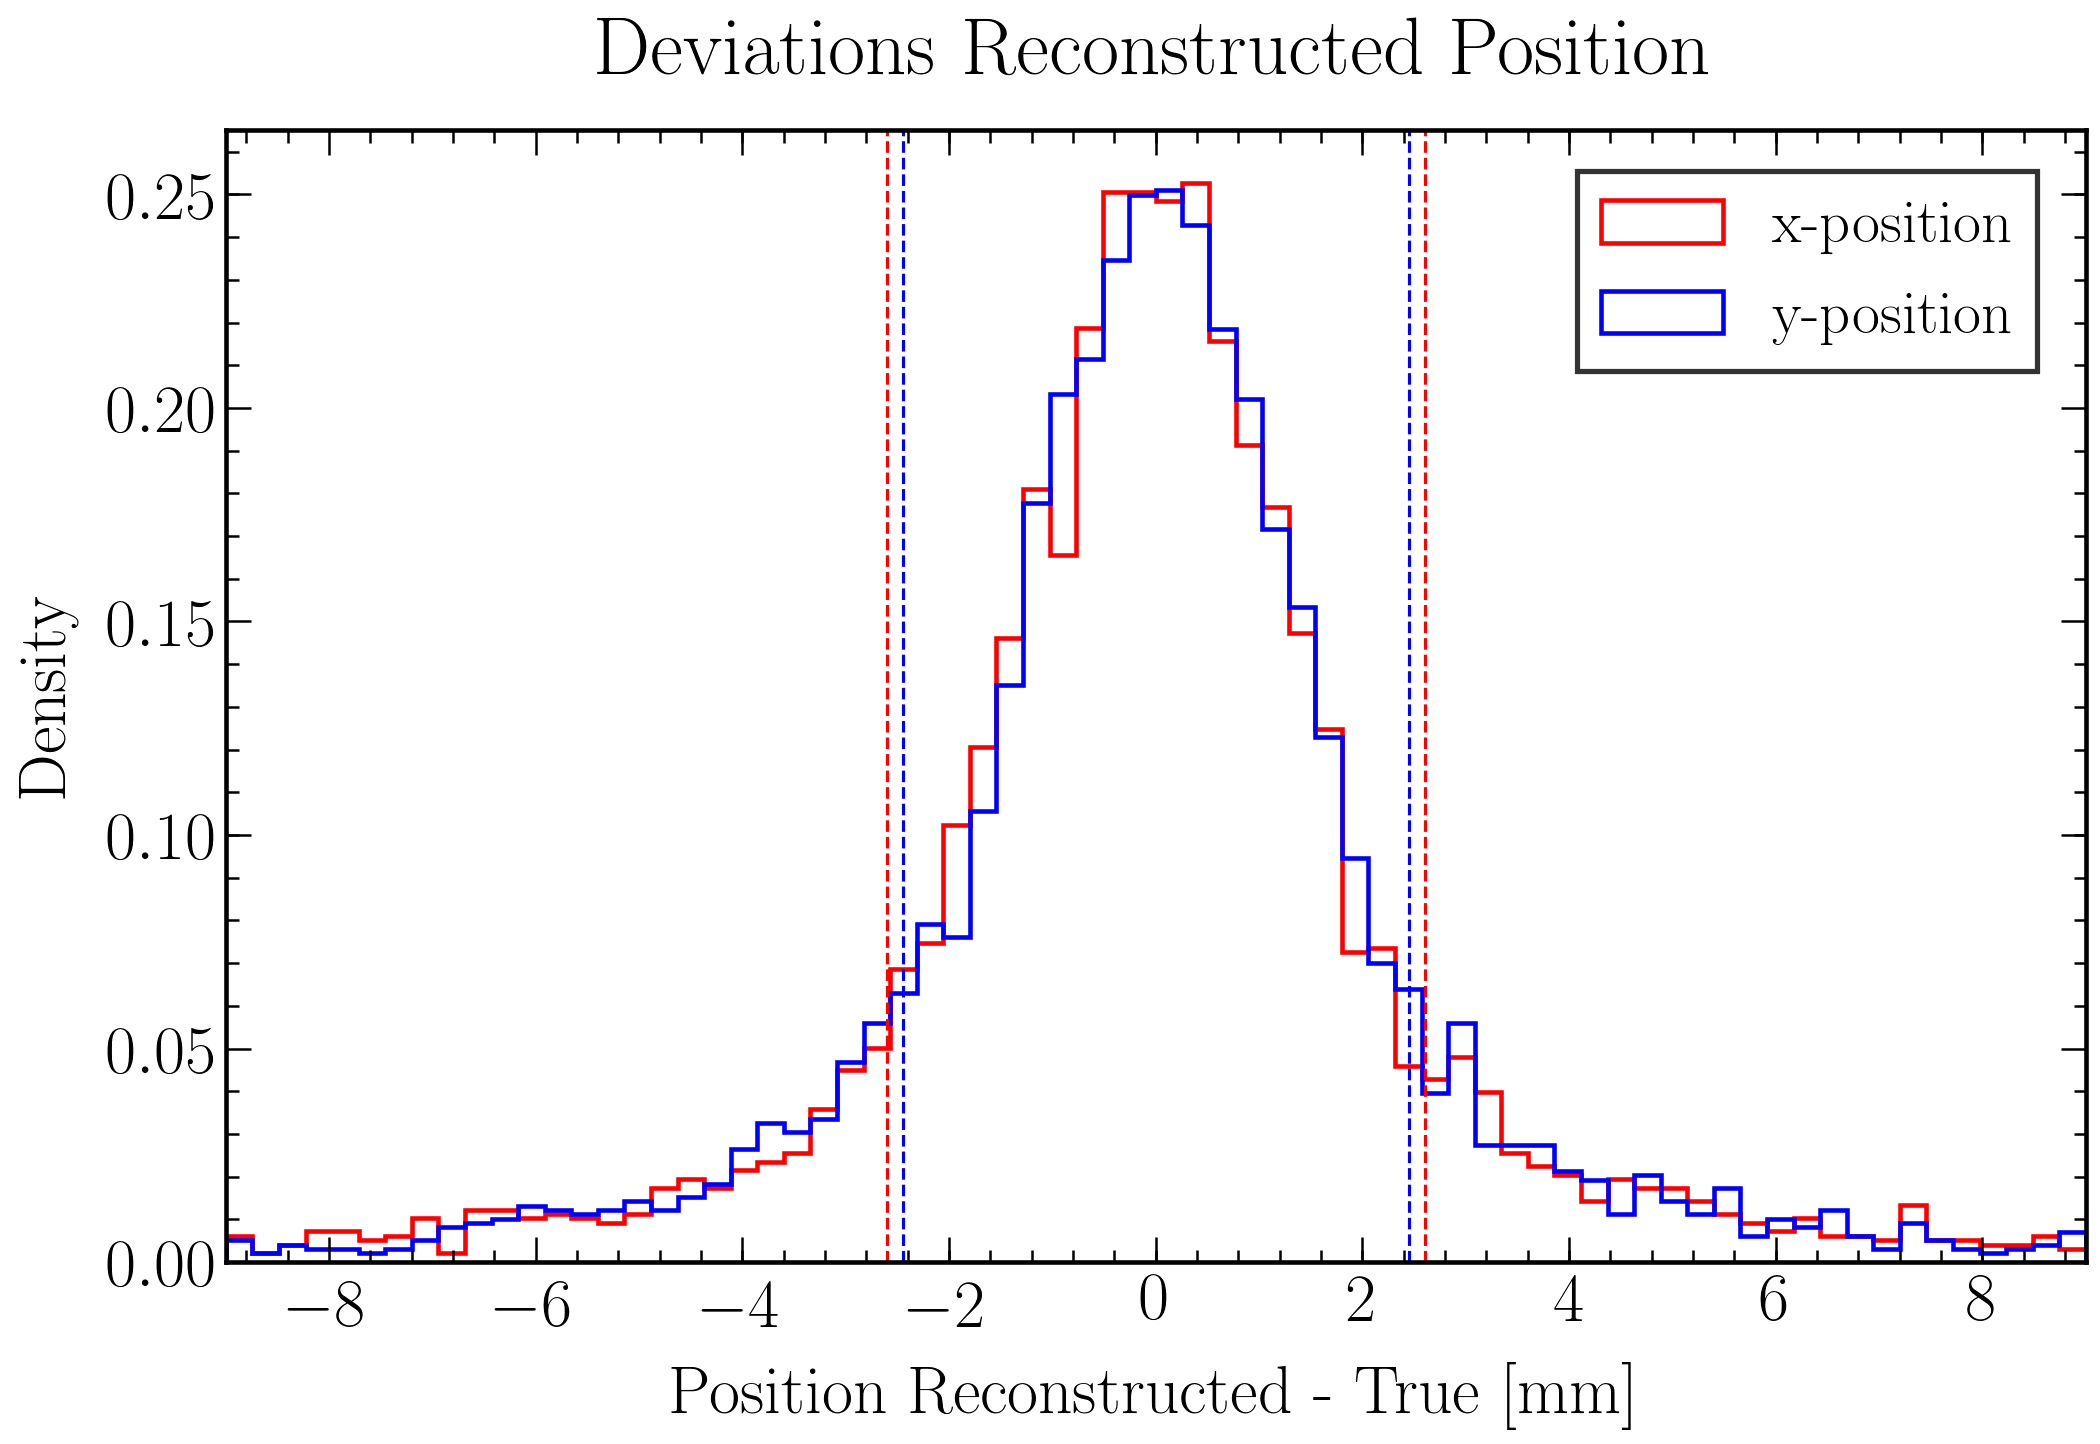 Deviations Reconstructed Position
0.25
0.20
0.15
0.10
0.05
0.00
Density
x-position
y-position
−8 −6 −4 −2 0 2 4 6 8
Position Reconstructed - True [mm]